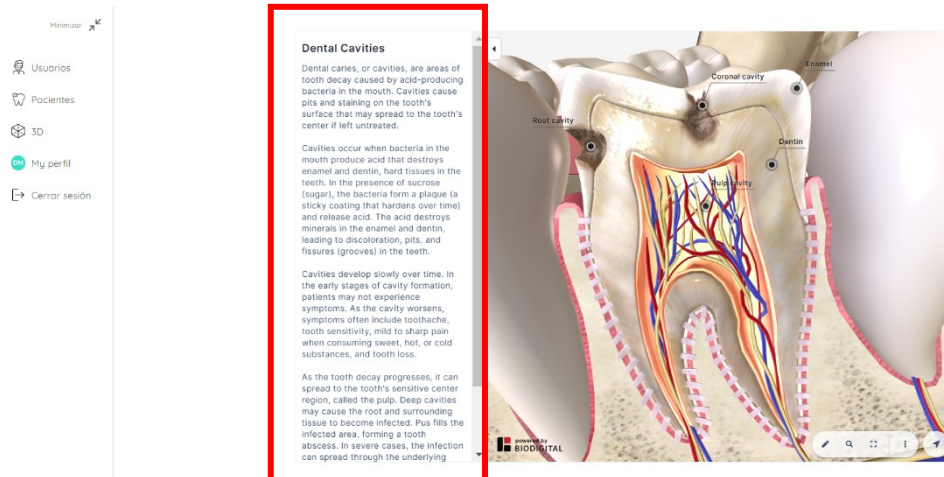 Minimizar
Usuarios
Pacientes
3D
DM My perfil
Cerrar sesión
Dental Cavities
Dental caries, or cavities, are areas of
tooth decay caused by acid-producing
bacteria in the mouth. Cavities cause
pits and staining on the tooth's
surface that may spread to the tooth's
center if left untreated.
Cavities occur when bacteria in the
mouth produce acid that destroys
enamel and dentin, hard tissues in the
teeth. In the presence of sucrose
(sugar), the bacteria form a plaque (a
sticky coating that hardens over time)
and release acid. The acid destroys
minerals in the enamel and dentin,
leading to discoloration, pits, and
fissures (grooves) in the teeth.
Cavities develop slowly over time. In
the early stages of cavity formation,
patients may not experience
symptoms. As the cavity worsens,
symptoms often include toothache,
tooth sensitivity, mild to sharp pain
when consuming sweet, hot, or cold
substances, and tooth loss.
As the tooth decay progresses, it can
spread to the tooth's sensitive center
region, called the pulp. Deep cavities
may cause the root and surrounding
tissue to become infected. Pus fills the
infected area, forming a tooth
abscess. In severe cases, the infection
can spread through the underlying
Enamel
Coronal cavity
Root cavity
Dentin
Pulp cavity
powered by
BIODIGITAL